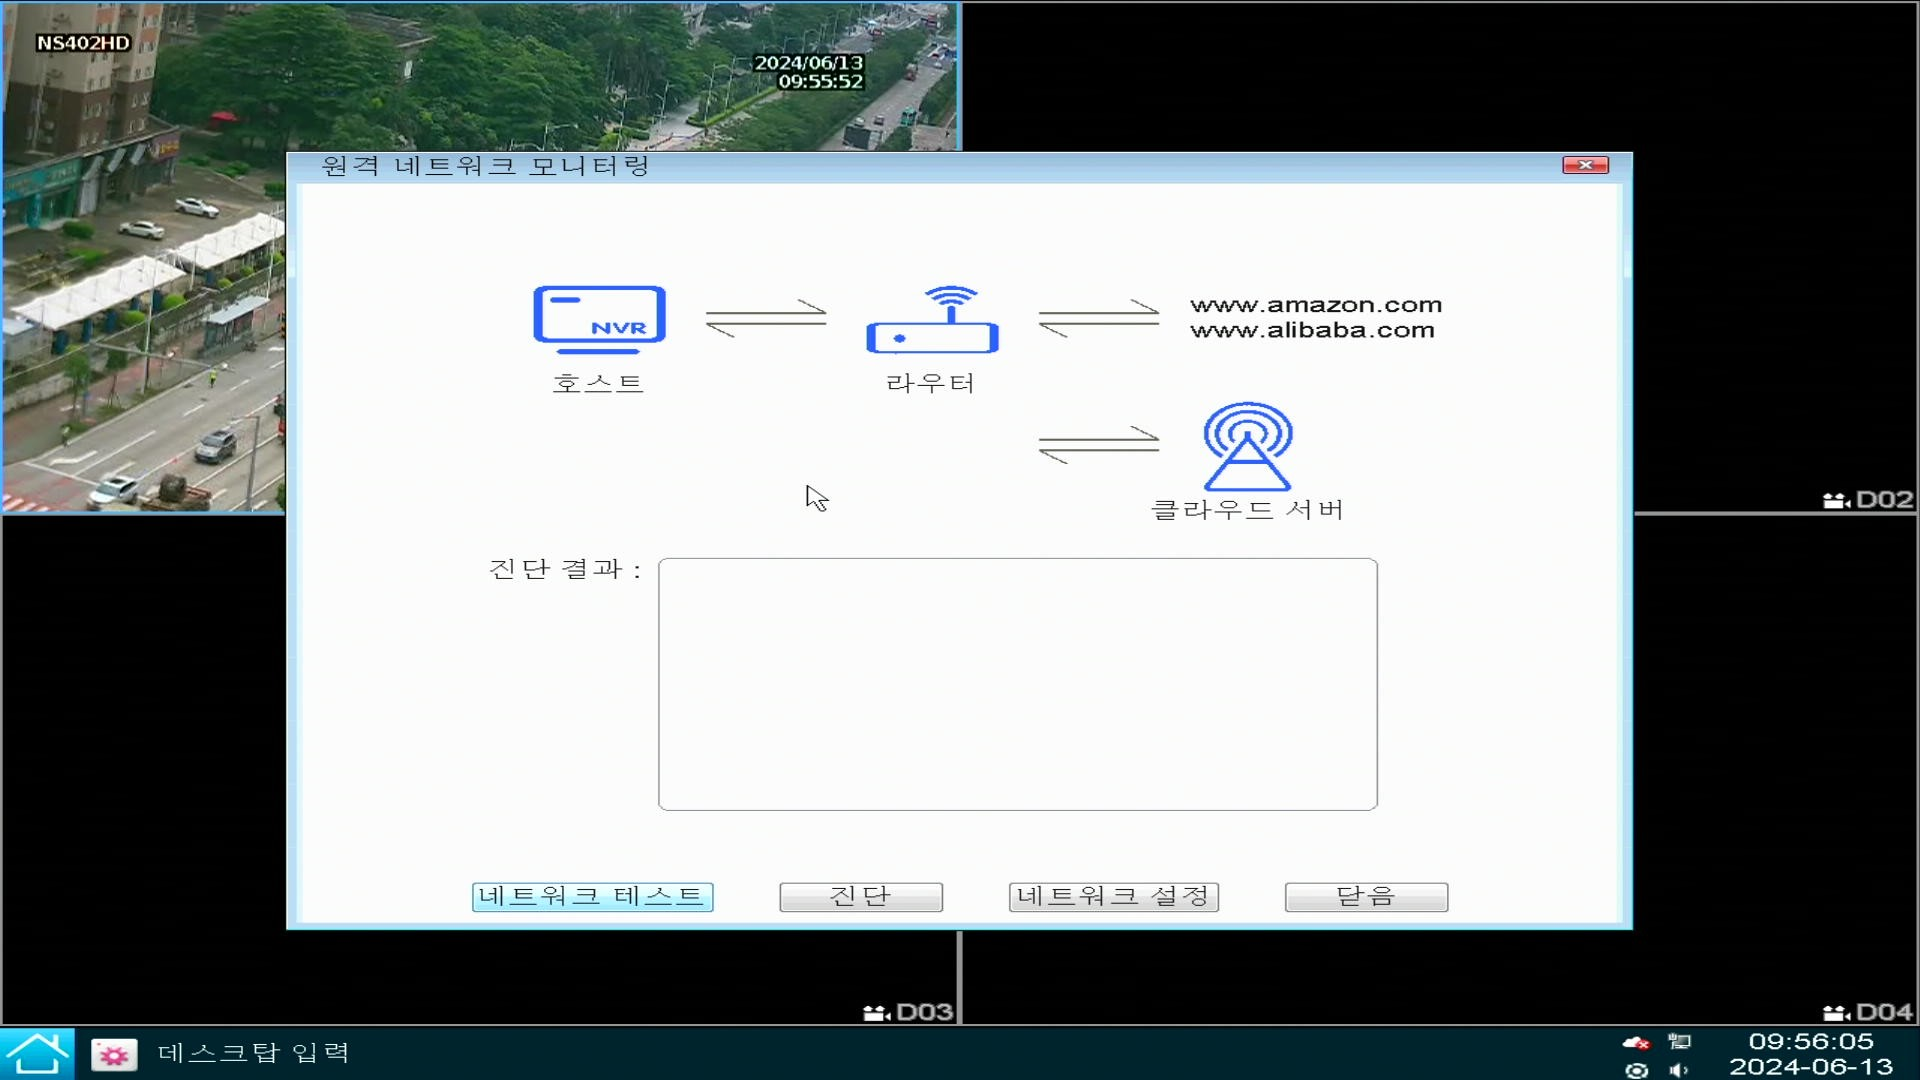 NS402HD
2024/06/13
09:55:52
원격 네트워크 모니터링
www.amazon.com
www.alibaba.com
NVR
호스트
라우터
클라우드 서버
D02
진단 결과 :
네트워크 테스트
진단
네트워크 설정
닫음
D03
D04
데스크탑 입력
09:56:05
2024-06-13